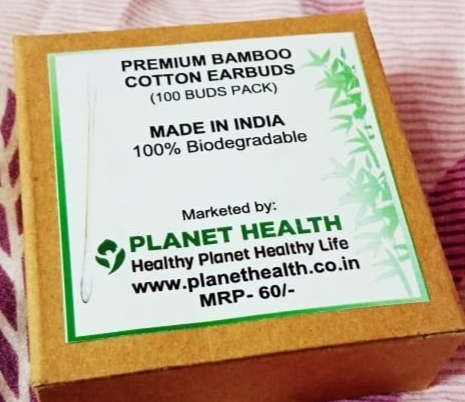 PREMIUM BAMBOO
COTTON EARBUDS
(100 BUDS PACK)
MADE IN INDIA
100% Biodegradable
Marketed by:
PLANET HEALTH
Healthy Planet Healthy Life
www.planethealth.co.in
MRP- 60/-